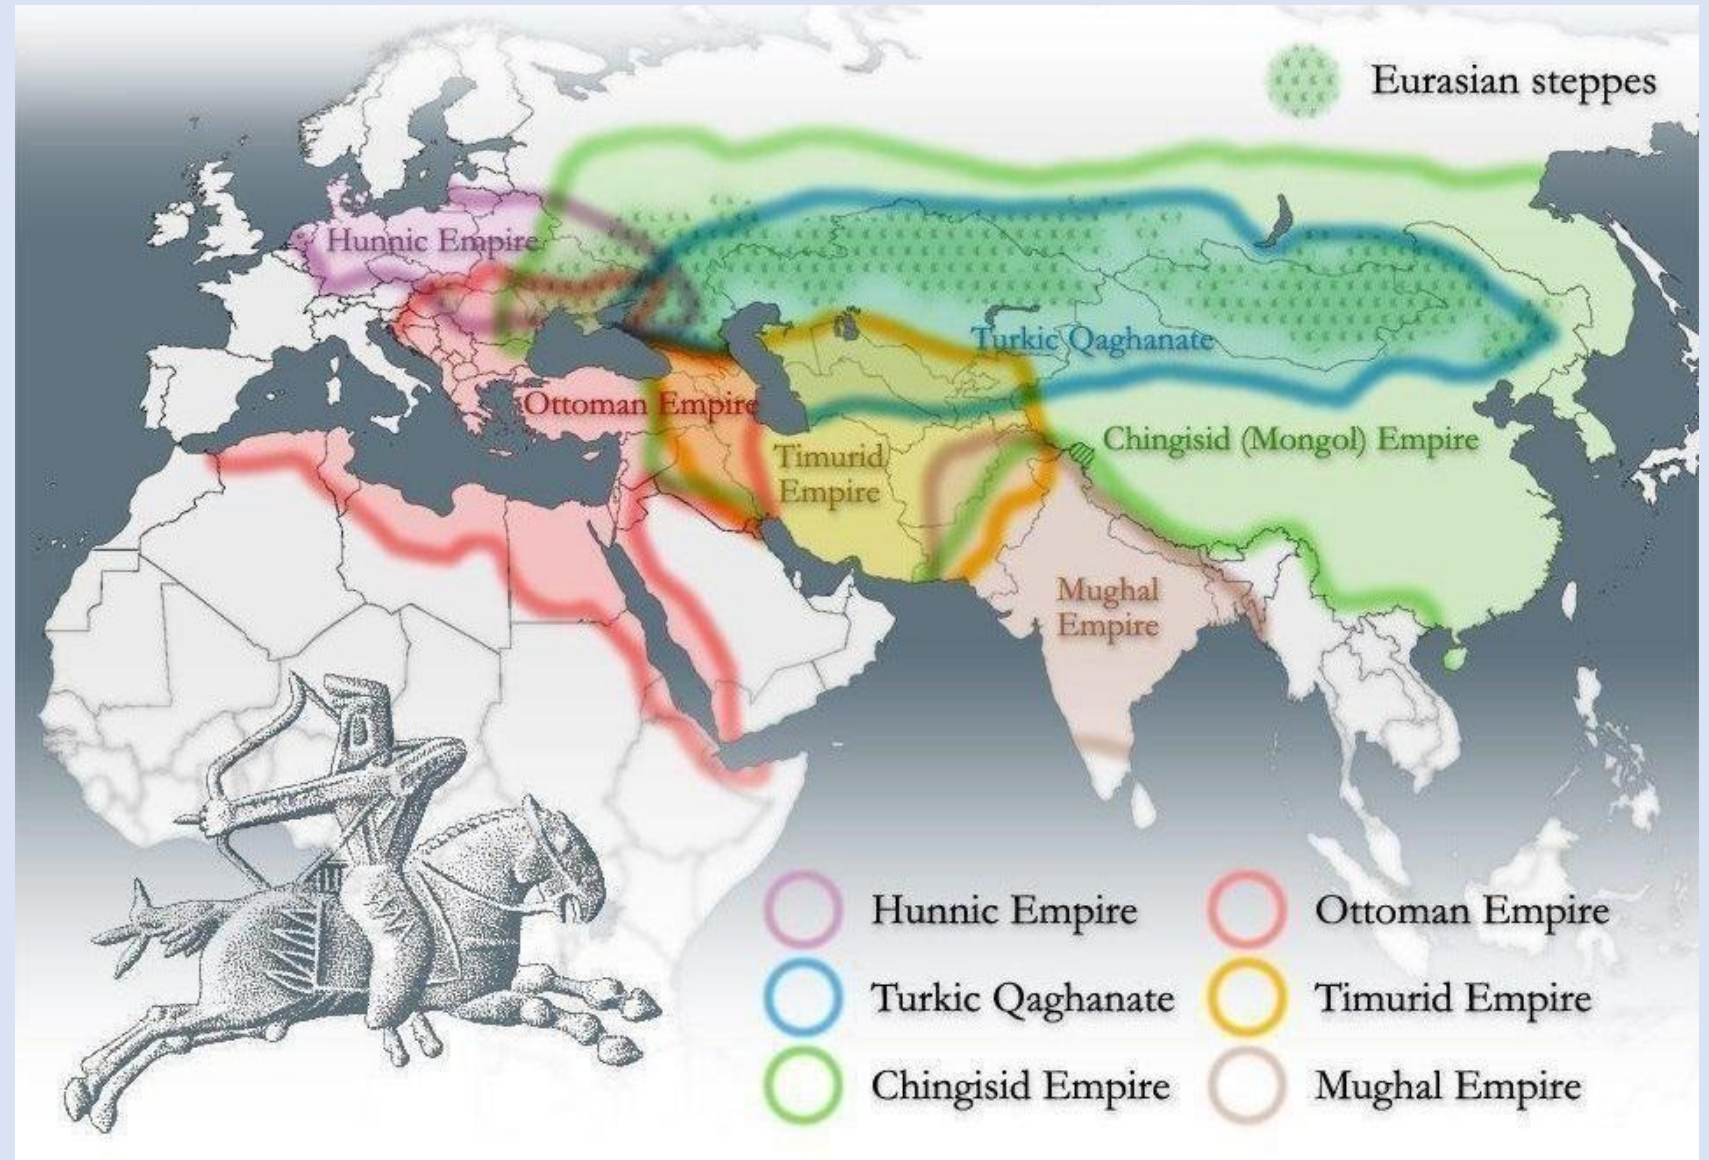 Eurasian steppes
Hunnic Empire
Turkic Qaghanate
Ottoman Empire
Chingisid (Mongol) Empire
Timurid
Empire
Mughal
Empire
Hunnic Empire
Ottoman Empire
Turkic Qaghanate
Timurid Empire
Chingisid Empire
Mughal Empire